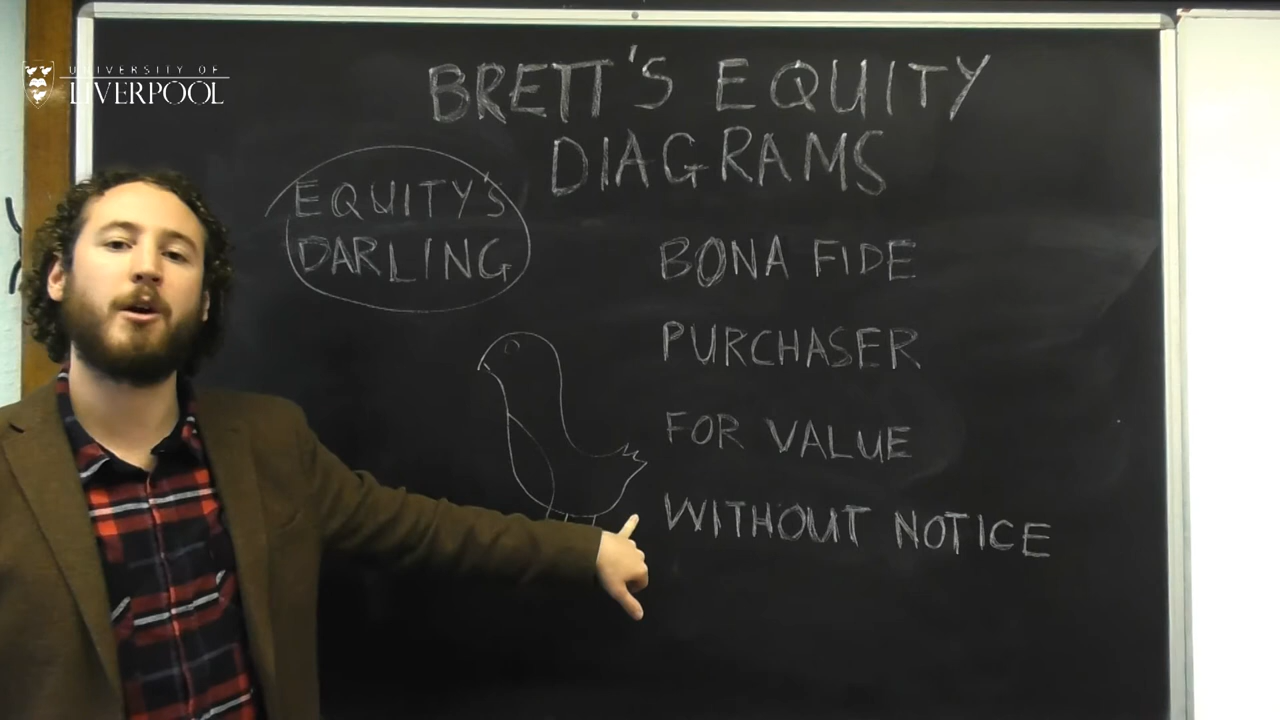 UNIVERSITY OF
LIVERPOOL
BRETT'S EQUITY
DIAGRAMS
EQUITY'S
DARLING
BONA FIDE
PURCHASER
FOR VALUE
WITHOUT NOTICE